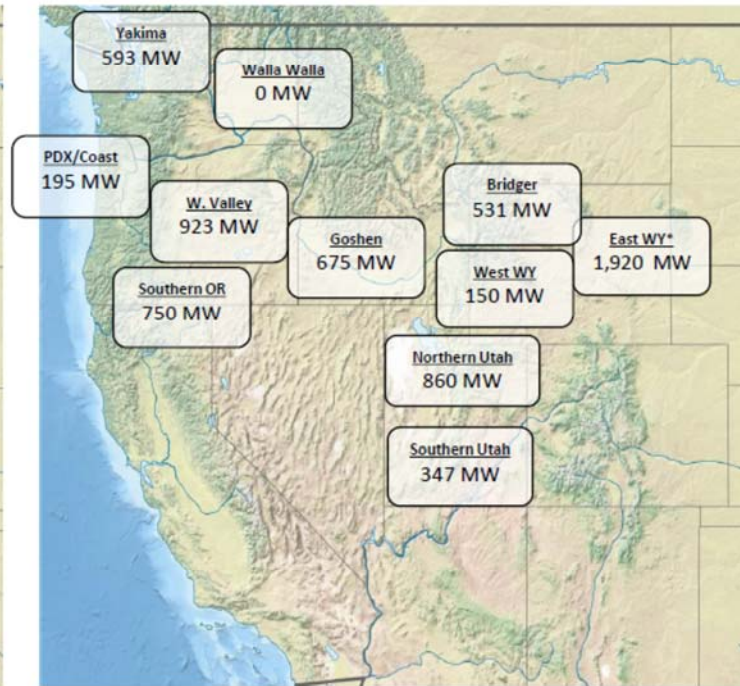 Yakima
593 MW
Walla Walla
0 MW
PDX/Coast
195 MW
W. Valley
923 MW
Bridger
531 MW
Goshen
675 MW
East WY*
1,920 MW
West WY
150 MW
Southern OR
750 MW
Northern Utah
860 MW
Southern Utah
347 MW